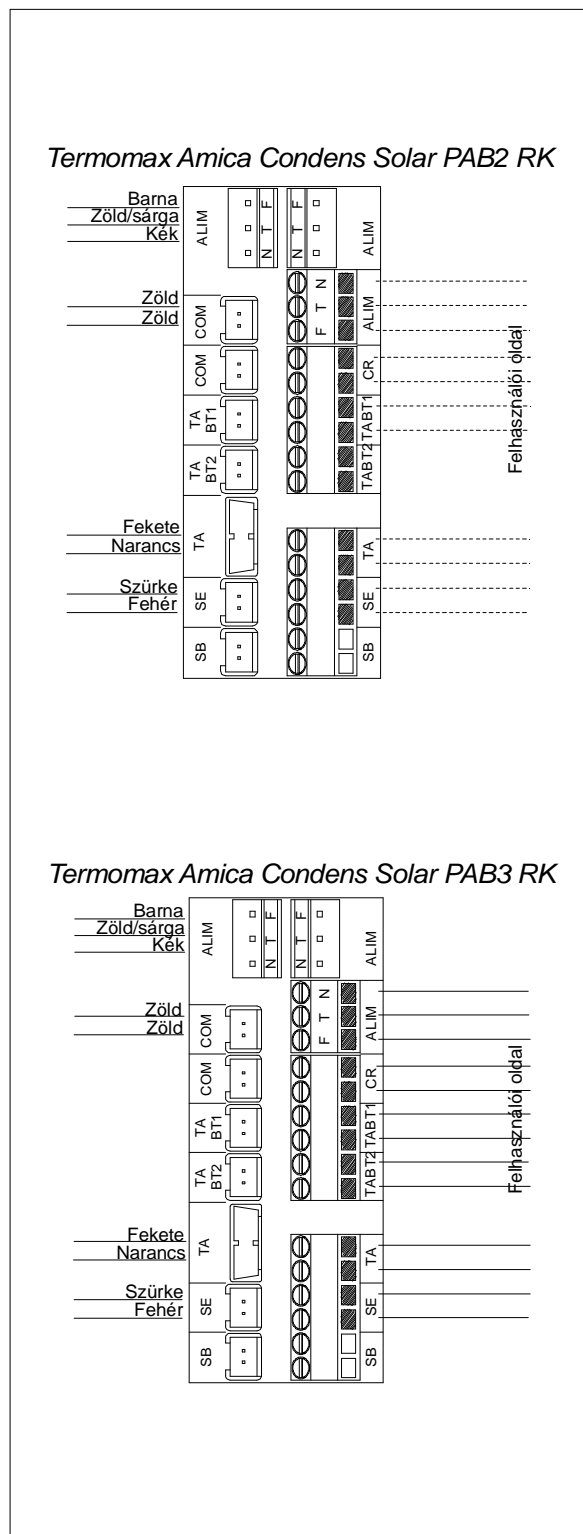 Termomax Amica Condens Solar PAB2 RK
Barna
Zöld/sárga
Kék
ALIM
N T F
N T F
ALIM
Zöld
Zöld
COM
F T N
ALIM
COM
CR
TA
BT1
TABT1
TA
BT2
TABT2
Felhasználói oldal
Fekete
Narancs
TA
TA
Szürke
Fehér
SE
SE
SB
SB
Termomax Amica Condens Solar PAB3 RK
Barna
Zöld/sárga
Kék
ALIM
N T F
N T F
ALIM
Zöld
Zöld
COM
F T N
ALIM
COM
CR
TA
BT1
TABT1
TA
BT2
TABT2
Felhasználói oldal
Fekete
Narancs
TA
TA
Szürke
Fehér
SE
SE
SB
SB